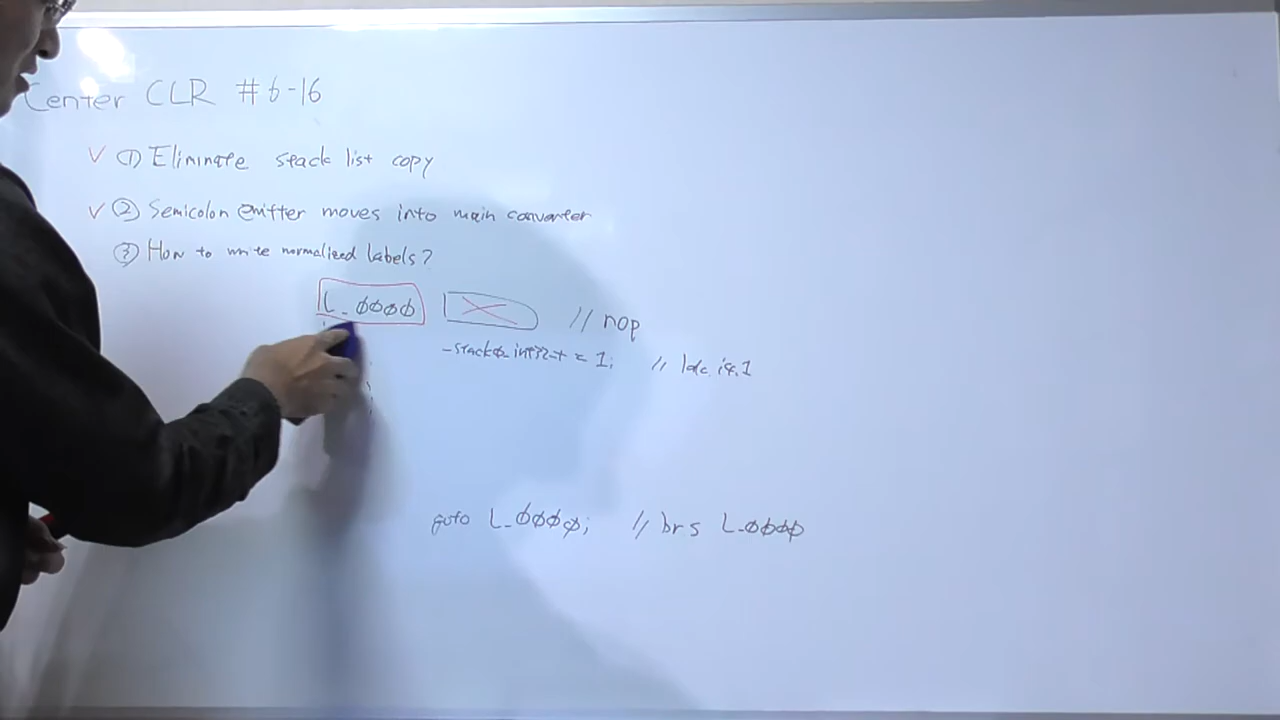 Center CLR #6-16
✓ ① Eliminate stack list copy
✓ ② Semicolon emitter moves into main converter
③ How to write normalized labels?
L_0000 // nop
_stack0_int32_t = 1; // ldc.i4.1
goto L_0000; // br.s L_0000